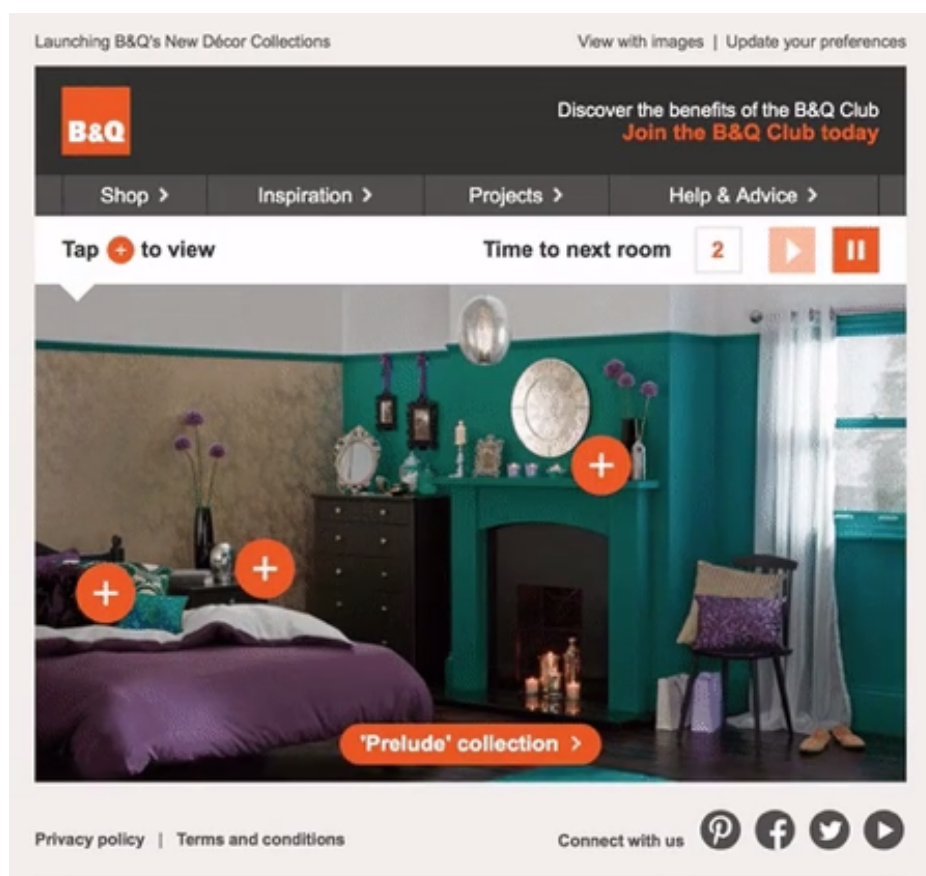 Launching B&Q's New Décor Collections
View with images | Update your preferences
B&Q
Discover the benefits of the B&Q Club
Join the B&Q Club today
Shop >
Inspiration >
Projects >
Help & Advice >
Tap + to view
Time to next room 2
'Prelude' collection >
Privacy policy | Terms and conditions
Connect with us